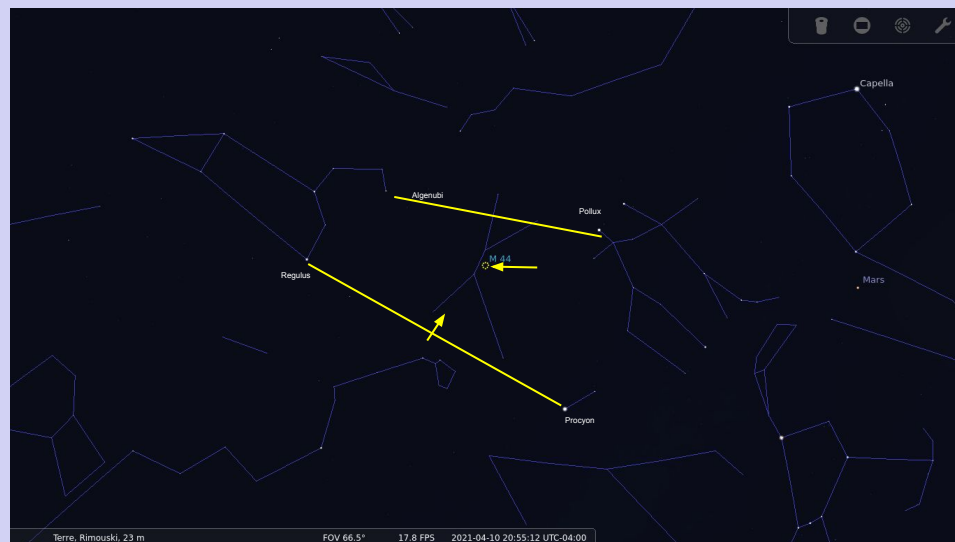 Capella
Algenubi
Pollux
M 44
Regulus
Mars
Procyon
Terre, Rimouski, 23 m FOV 66.5° 17.8 FPS 2021-04-10 20:55:12 UTC-04:00